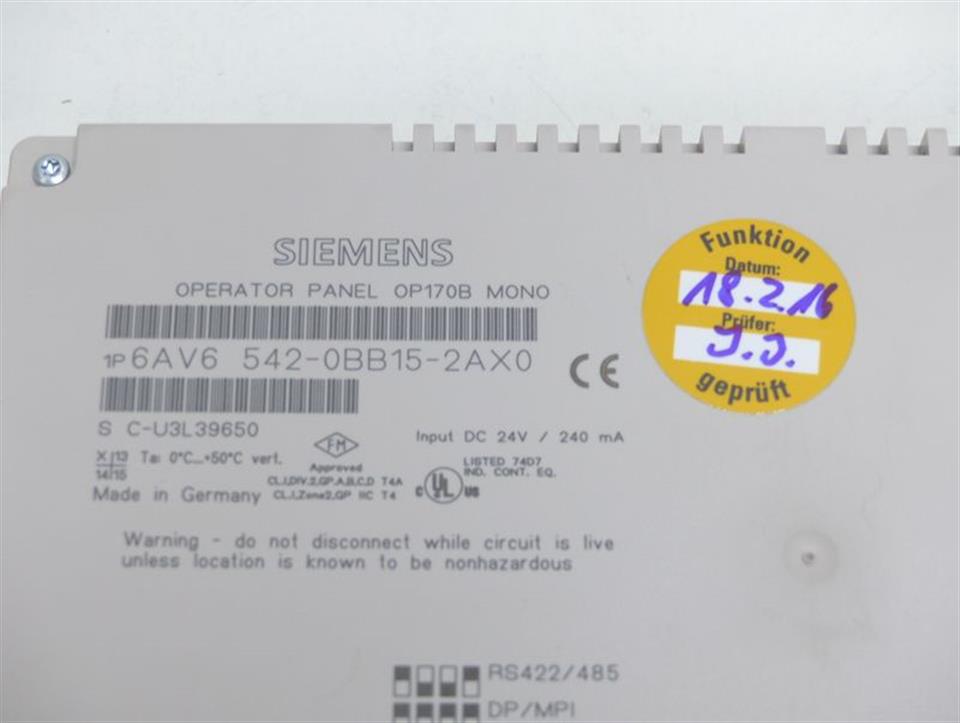 SIEMENS
OPERATOR PANEL OP170B MONO
1P 6AV6 542-0BB15-2AX0
CE
S C-U3L39650
Input DC 24V / 240 mA
X 13
14 15
Ta: 0°C...+50°C vert.
FM
Approved
CL.I,DIV.2,GP.A,B,C,D T4A
CL.I,Zone2,GP IIC T4
C UL US
LISTED 74D7
IND. CONT. EQ.
Made in Germany
Warning - do not disconnect while circuit is live
unless location is known to be nonhazardous
RS422/485
DP/MPI
Funktion
Datum:
18.2.16
Prüfer:
J.J.
geprüft